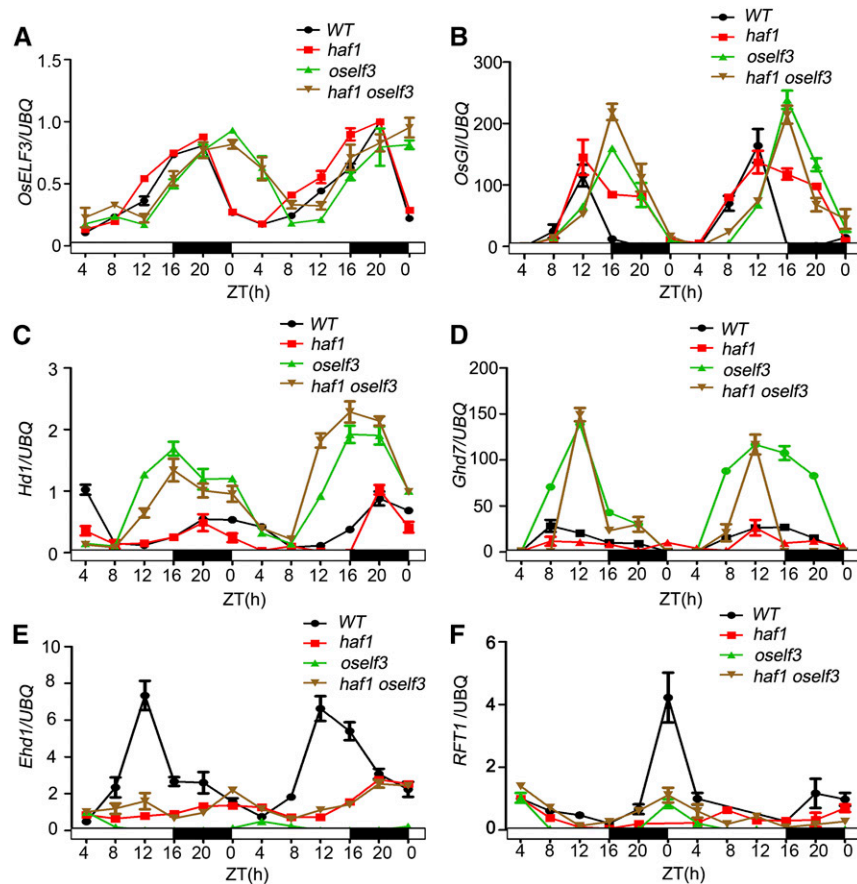 A
WT
haf1
oself3
haf1 oself3
OsELF3/UBQ
1.5
1.0
0.5
0
4 8 12 16 20 0 4 8 12 16 20 0
ZT(h)
B
WT
haf1
oself3
haf1 oself3
OsGI/UBQ
300
200
100
0
4 8 12 16 20 0 4 8 12 16 20 0
ZT(h)
C
WT
haf1
oself3
haf1 oself3
Hd1/UBQ
3
2
1
0
4 8 12 16 20 0 4 8 12 16 20 0
ZT(h)
D
WT
haf1
oself3
haf1 oself3
Ghd7/UBQ
200
150
100
50
0
4 8 12 16 20 0 4 8 12 16 20 0
ZT(h)
E
WT
haf1
oself3
haf1 oself3
Ehd1/UBQ
10
8
6
4
2
0
4 8 12 16 20 0 4 8 12 16 20 0
ZT(h)
F
WT
haf1
oself3
haf1 oself3
RFT1 /UBQ
6
4
2
0
4 8 12 16 20 0 4 8 12 16 20 0
ZT(h)